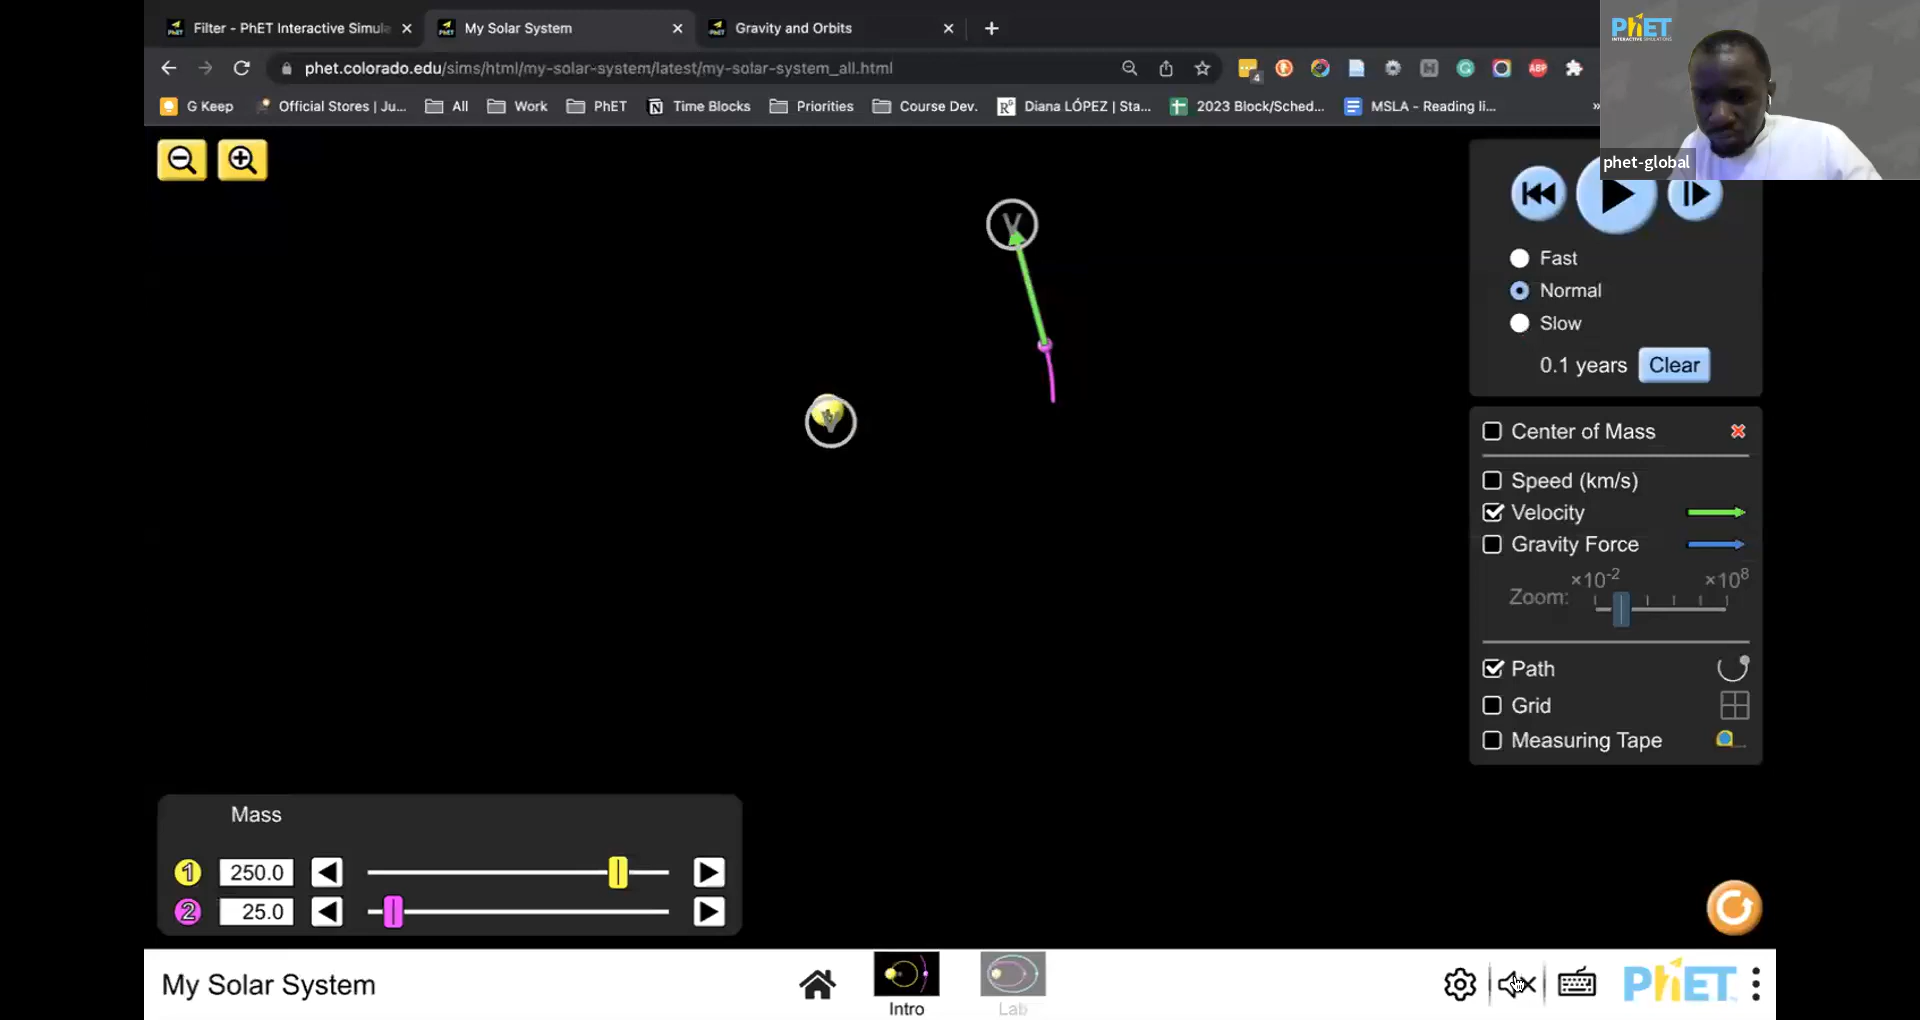 Filter - PhET Interactive Simula
My Solar System
Gravity and Orbits
phet.colorado.edu/sims/html/my-solar-system/latest/my-solar-system_all.html
4
ABP
G Keep
Official Stores | Ju...
All
Work
PhET
Time Blocks
Priorities
Course Dev.
Diana LÓPEZ | Sta...
2023 Block/Sched...
MSLA - Reading li...
»
PhET
INTERACTIVE SIMULATIONS
phet-global
V
V
Fast
Normal
Slow
0.1 years Clear
Center of Mass
Speed (km/s)
Velocity
Gravity Force
×10-2 ×108
Zoom:
Path
Grid
Measuring Tape
Mass
1 250.0
2 25.0
My Solar System
Intro
Lab
PhET